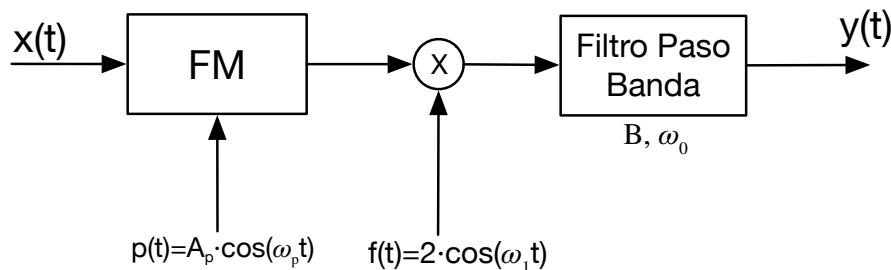 x(t)
FM
X
Filtro Paso
Banda
y(t)
B, ω₀
p(t)=Aₚ·cos(ωₚt)
f(t)=2·cos(ω₁t)